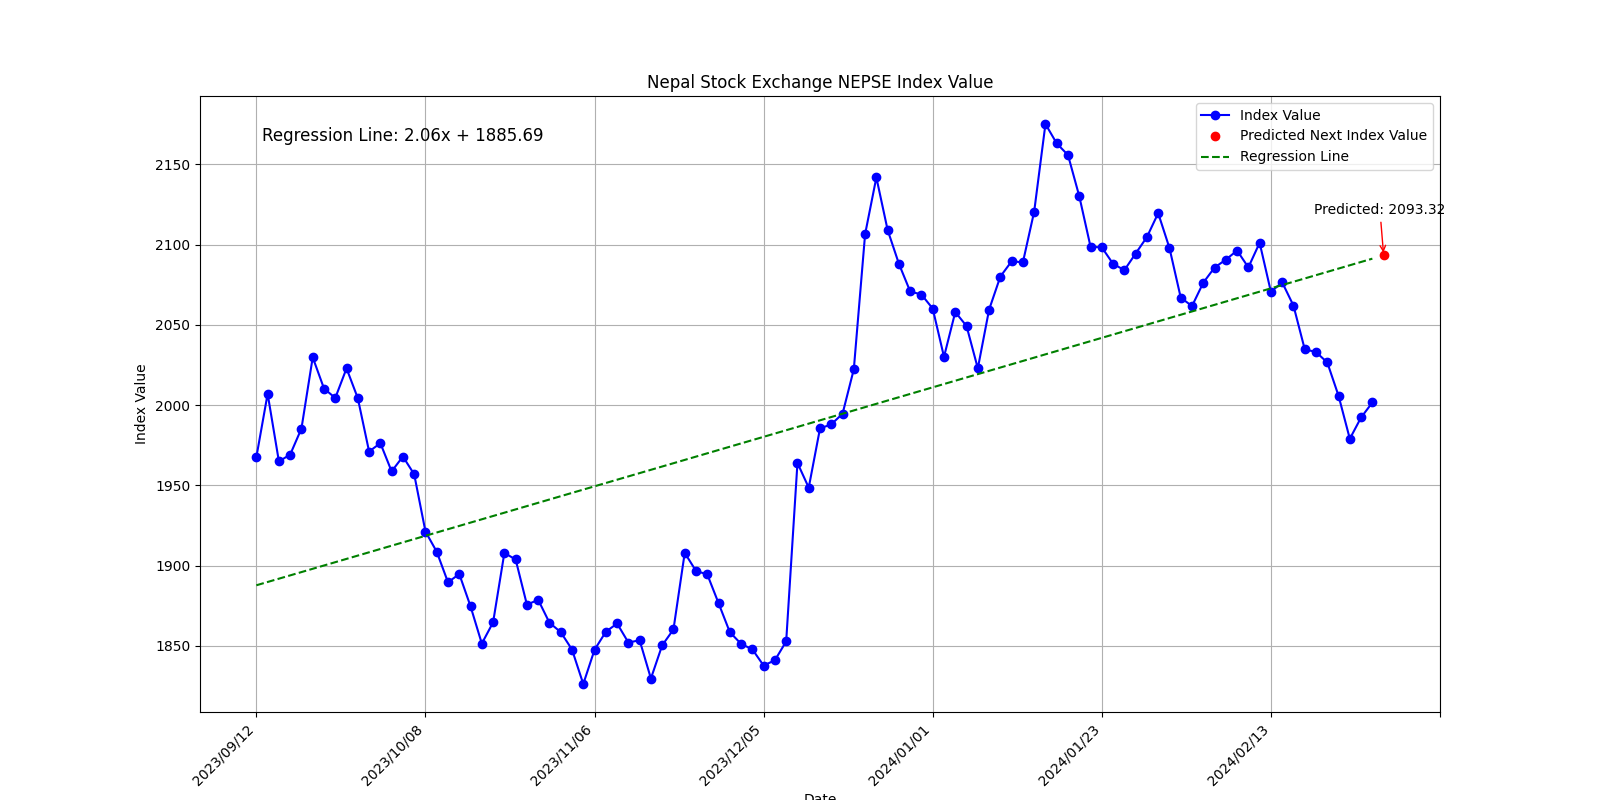 Nepal Stock Exchange NEPSE Index Value
Regression Line: 2.06x + 1885.69
Index Value
Predicted Next Index Value
Regression Line
Predicted: 2093.32
2150
2100
2050
2000
1950
1900
1850
Index Value
2023/09/12
2023/10/08
2023/11/06
2023/12/05
2024/01/01
2024/01/23
2024/02/13
Date